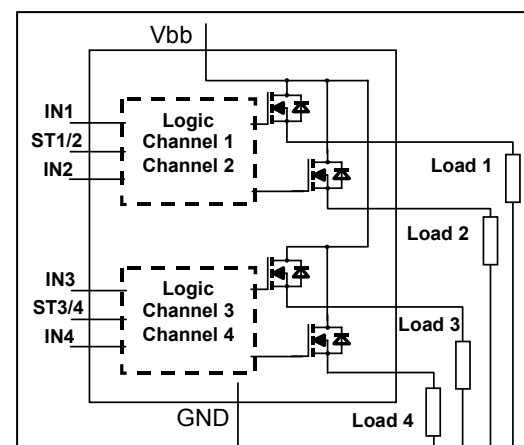 Vbb
IN1
ST1/2
IN2
Logic
Channel 1
Channel 2
Load 1
Load 2
IN3
ST3/4
IN4
Logic
Channel 3
Channel 4
Load 3
Load 4
GND